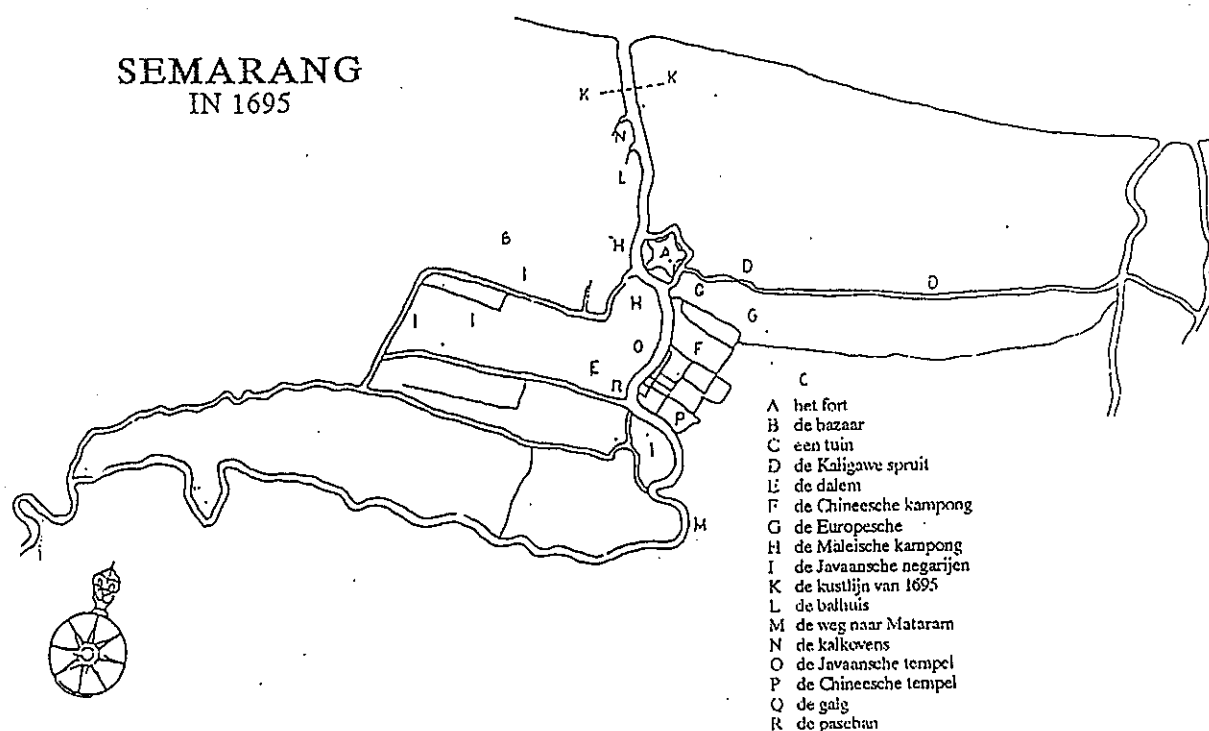 SEMARANG
IN 1695
K K
N
L
B H A
I D D
H G
I I O F G
E
R C
P
I
M
A het fort
B de bazaar
C een tuin
D de Kaligawe spruit
E de dalem
F de Chineesche kampong
G de Europesche
H de Maleische kampong
I de Javaansche negarijen
K de kustlijn van 1695
L de balhuis
M de weg naar Mataram
N de kalkovens
O de Javaansche tempel
P de Chineesche tempel
Q de galg
R de paseban